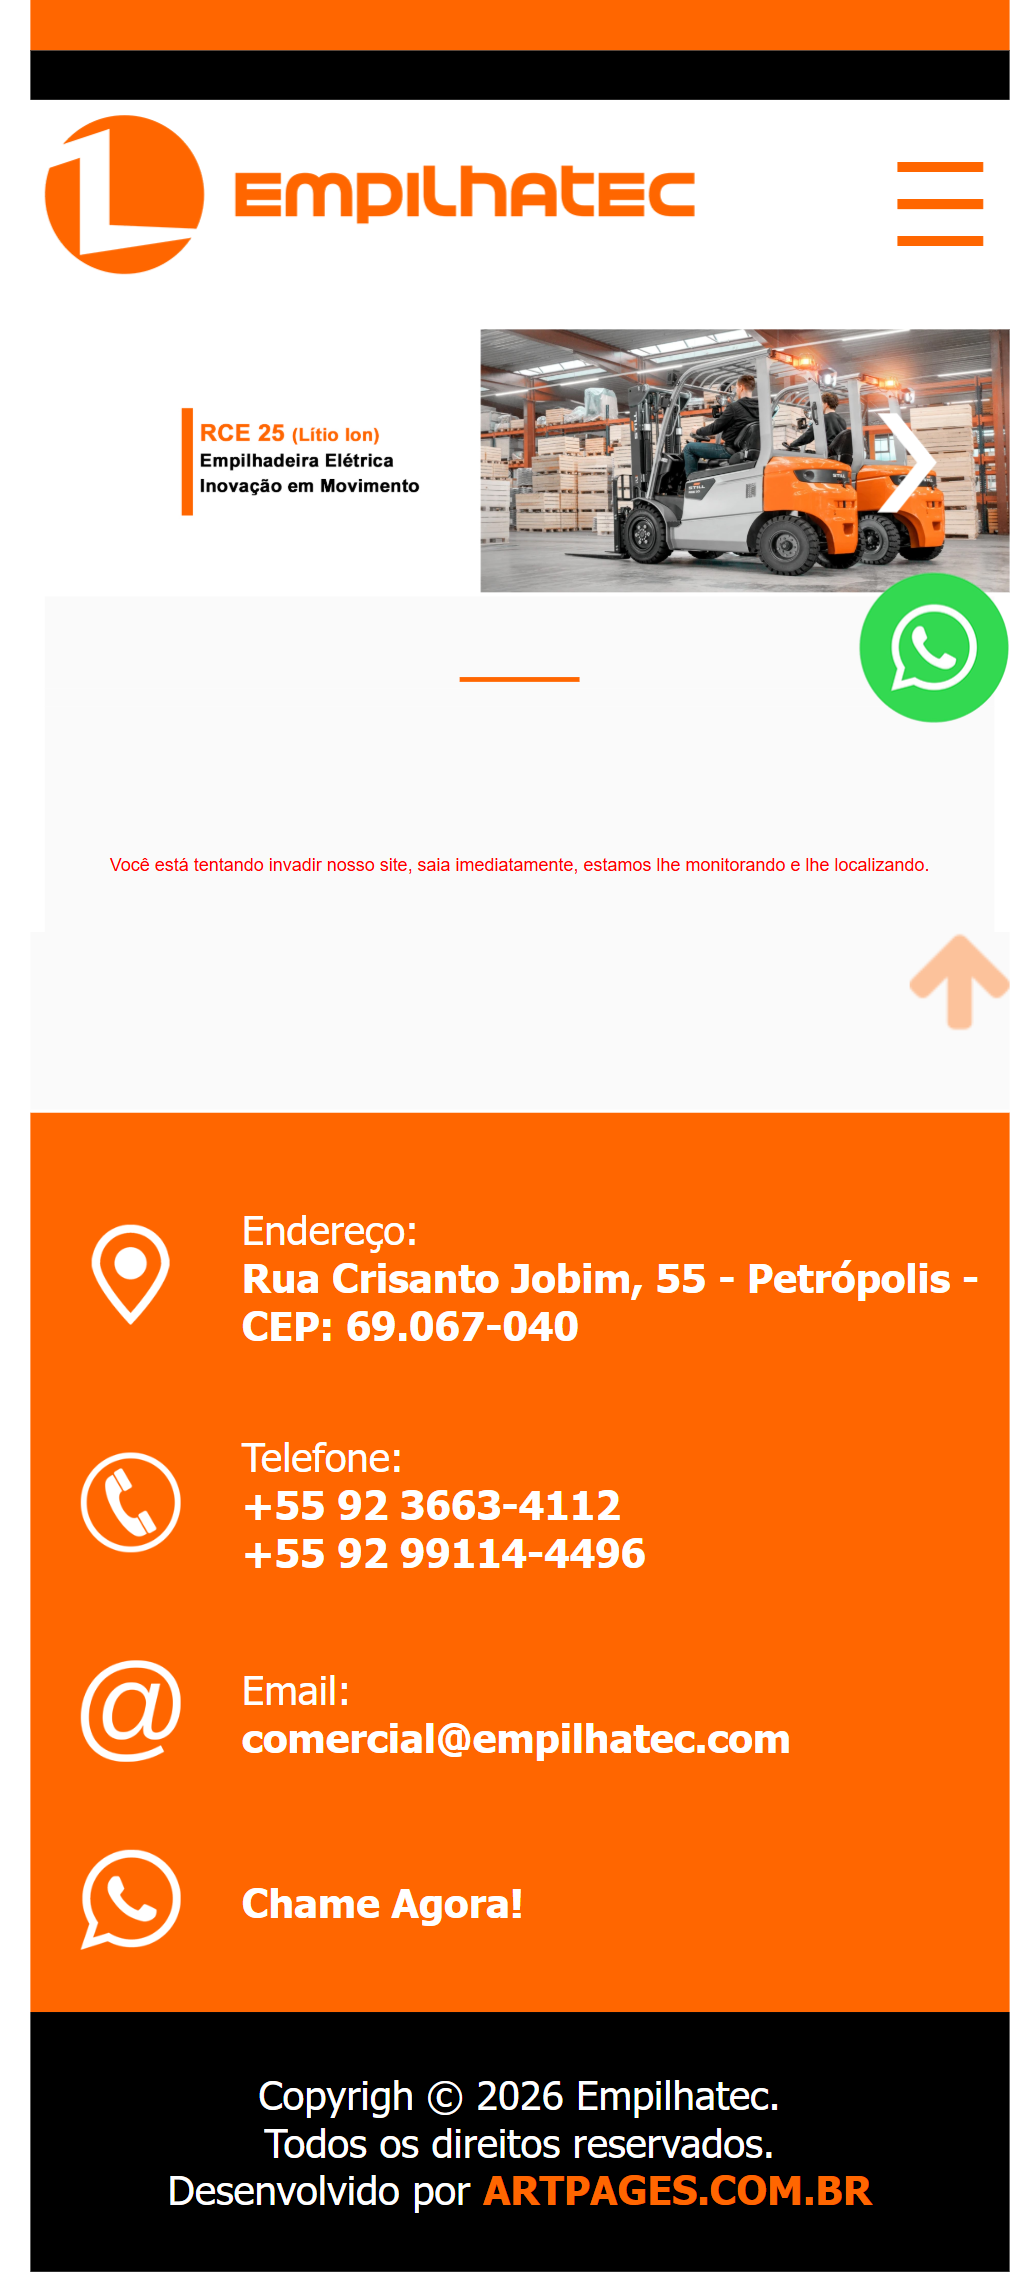 EMPILHATEC
RCE 25 (Lítio Ion)
Empilhadeira Elétrica
Inovação em Movimento
STILL
Você está tentando invadir nosso site, saia imediatamente, estamos lhe monitorando e lhe localizando.
Endereço:
Rua Crisanto Jobim, 55 - Petrópolis -
CEP: 69.067-040
Telefone:
+55 92 3663-4112
+55 92 99114-4496
Email:
comercial@empilhatec.com
Chame Agora!
Copyrigh © 2026 Empilhatec.
Todos os direitos reservados.
Desenvolvido por ARTPAGES.COM.BR